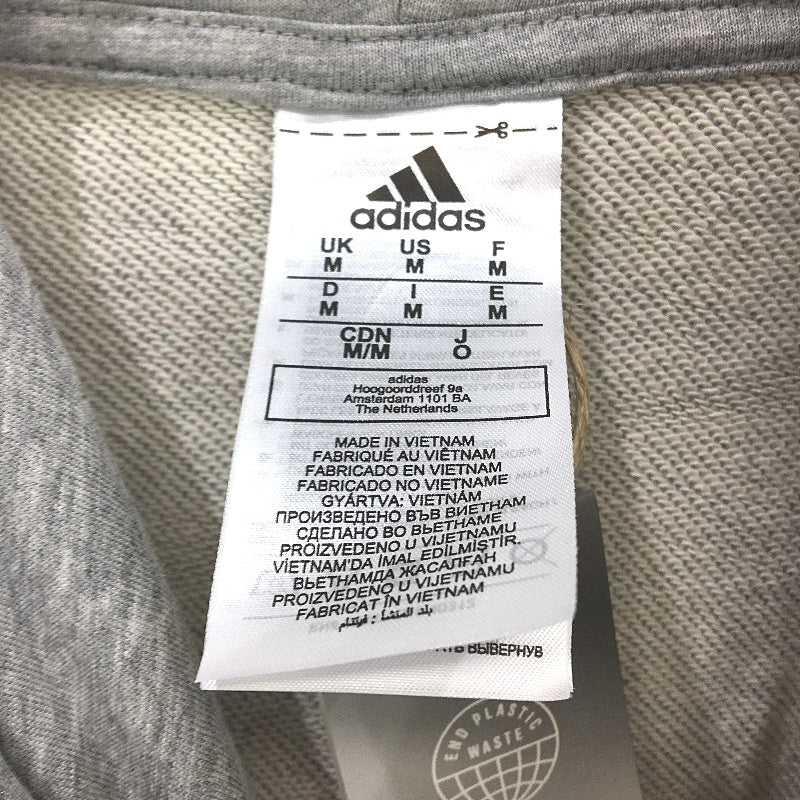 adidas
UK US F
M M M
D I E
M M M
CDN J
M/M O
adidas
Hoogoorddreef 9a
Amsterdam 1101 BA
The Netherlands
MADE IN VIETNAM
FABRIQUÉ AU VIÊTNAM
FABRICADO EN VIETNAM
FABRICADO NO VIETNAME
GYÁRTVA: VIETNÁM
ПРОИЗВЕДЕНО ВЪВ ВИЕТНАМ
СДЕЛАНО ВО ВЬЕТНАМЕ
PROIZVEDENO U VIJETNAMU
VİETNAM'DA İMAL EDİLMİŞTİR.
ВЬЕТНАМДА ЖАСАЛҒАН
PROIZVEDENO U VIJETNAMU
FABRICAT ÎN VIETNAM
بلد المنشأ : فيتنام
ВЫВЕРНУВ
END PLASTIC
WASTE